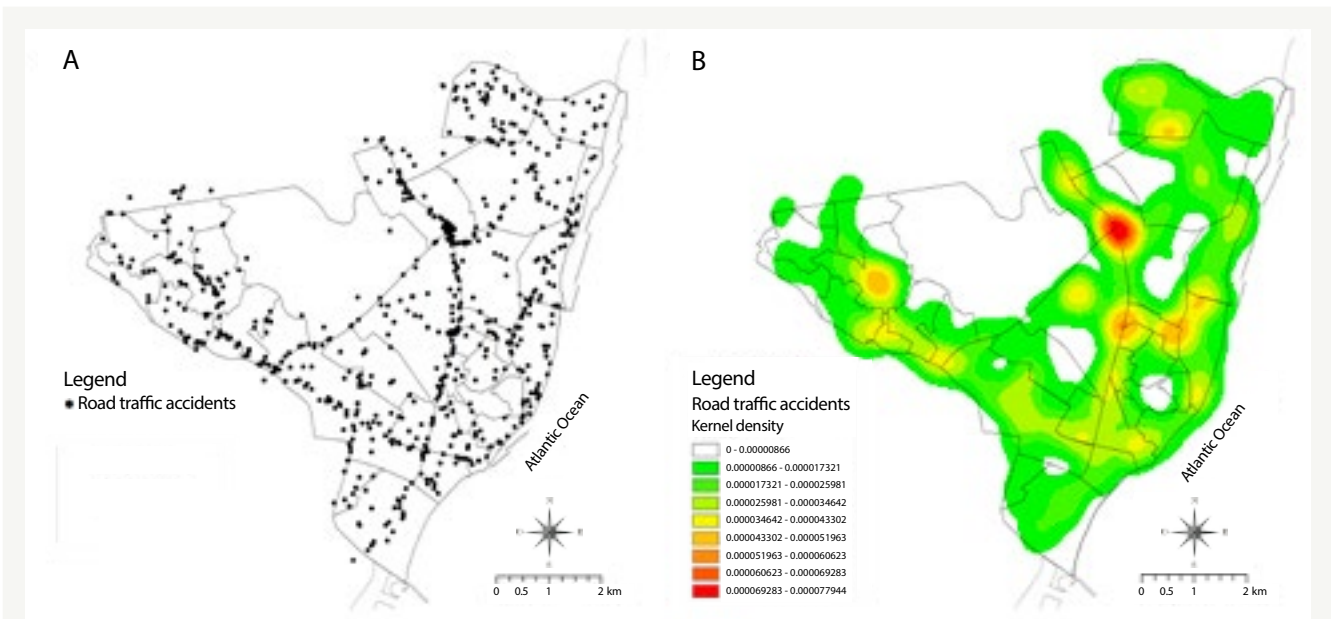 A
Legend
Road traffic accidents
Atlantic Ocean
0 0.5 1 2 km
B
Legend
Road traffic accidents
Kernel density
0 - 0.00000866
0.00000866 - 0.000017321
0.000017321 - 0.000025981
0.000025981 - 0.000034642
0.000034642 - 0.000043302
0.000043302 - 0.000051963
0.000051963 - 0.000060623
0.000060623 - 0.000069283
0.000069283 - 0.000077944
Atlantic Ocean
0 0.5 1 2 km